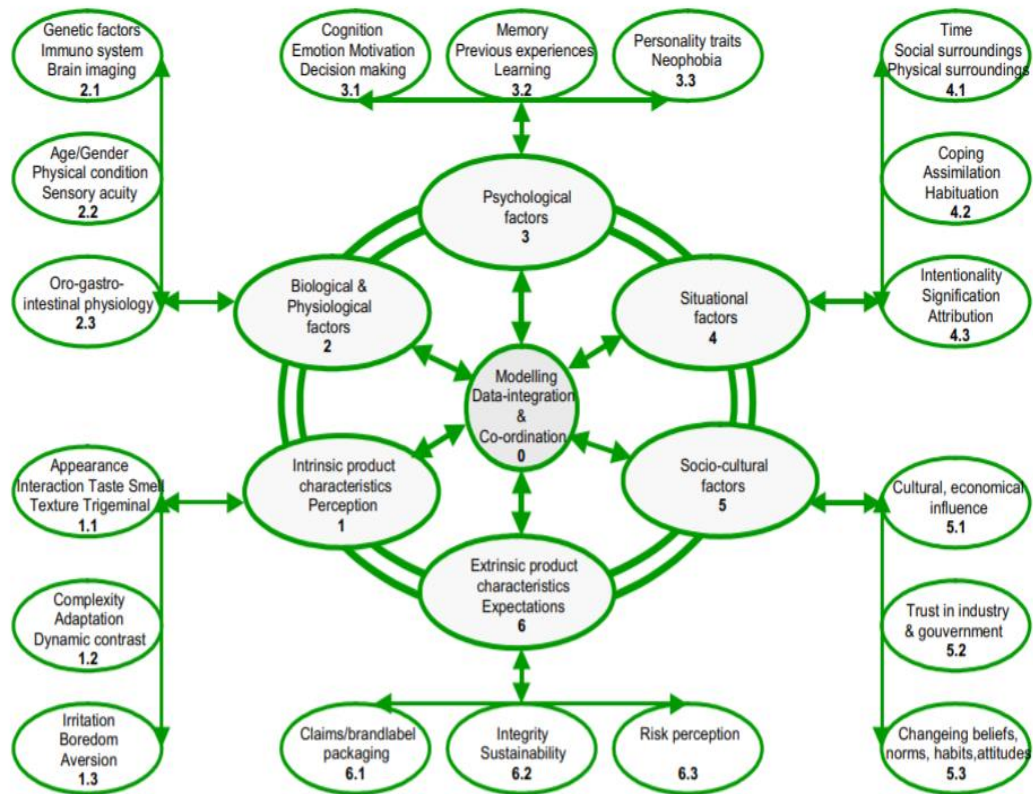 Genetic factors
Immuno system
Brain imaging
2.1
Cognition
Emotion Motivation
Decision making
3.1
Memory
Previous experiences
Learning
3.2
Personality traits
Neophobia
3.3
Time
Social surroundings
Physical surroundings
4.1
Age/Gender
Physical condition
Sensory acuity
2.2
Psychological
factors
3
Coping
Assimilation
Habituation
4.2
Oro-gastro-
intestinal physiology
2.3
Biological &
Physiological
factors
2
Situational
factors
4
Intentionality
Signification
Attribution
4.3
Modelling
Data-integration
&
Co-ordination
0
Appearance
Interaction Taste Smell
Texture Trigeminal
1.1
Intrinsic product
characteristics
Perception
1
Socio-cultural
factors
5
Cultural, economical
influence
5.1
Complexity
Adaptation
Dynamic contrast
1.2
Extrinsic product
characteristics
Expectations
6
Trust in industry
& gouvernment
5.2
Irritation
Boredom
Aversion
1.3
Claims/brandlabel
packaging
6.1
Integrity
Sustainability
6.2
Risk perception
6.3
Changeing beliefs,
norms, habits,attitudes
5.3